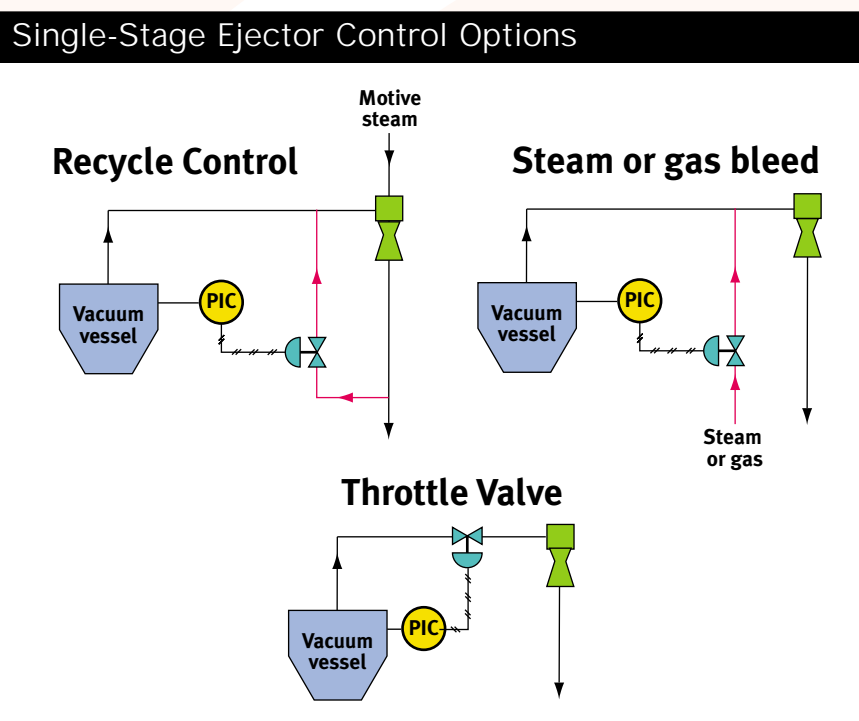 Single-Stage Ejector Control Options
Motive
steam
Recycle Control
PIC
Vacuum
vessel
Steam or gas bleed
PIC
Vacuum
vessel
Steam
or gas
Throttle Valve
PIC
Vacuum
vessel